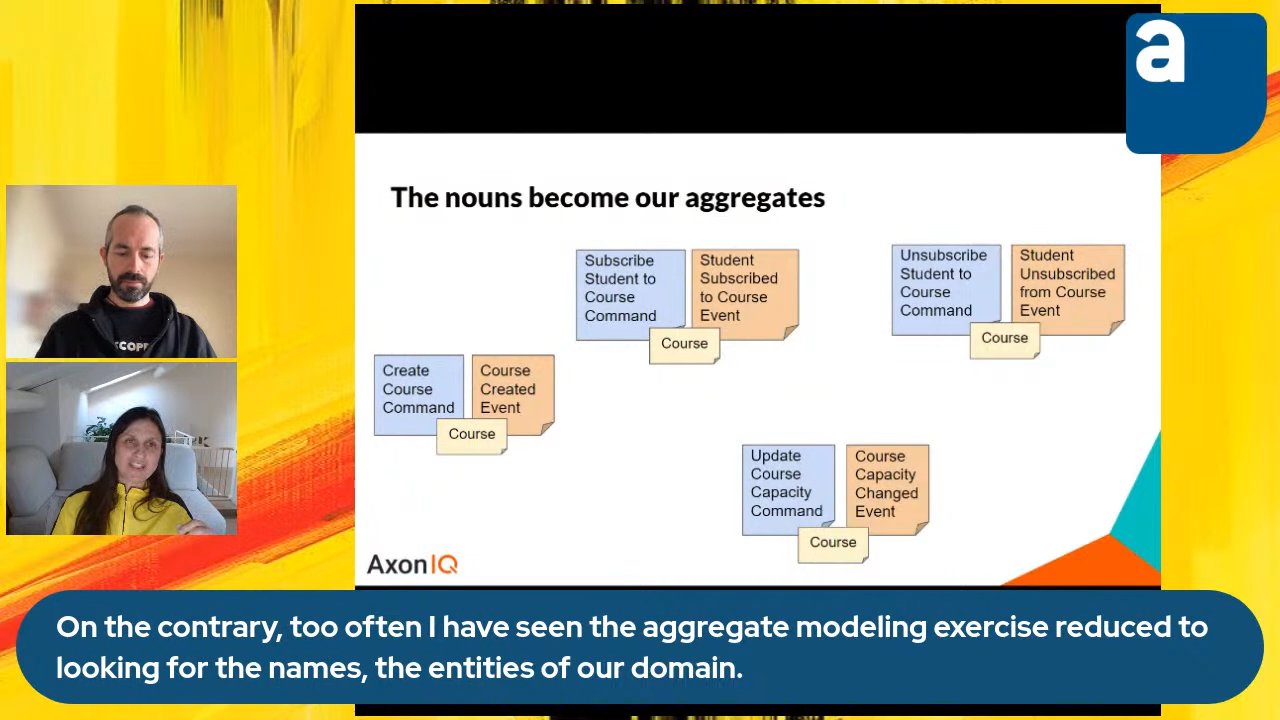 a
The nouns become our aggregates
Subscribe
Student to
Course
Command
Student
Subscribed
to Course
Event
Course
Unsubscribe
Student to
Course
Command
Student
Unsubscribed
from Course
Event
Course
Create
Course
Command
Course
Created
Event
Course
Update
Course
Capacity
Command
Course
Capacity
Changed
Event
Course
AxonIQ
On the contrary, too often I have seen the aggregate modeling exercise reduced to
looking for the names, the entities of our domain.